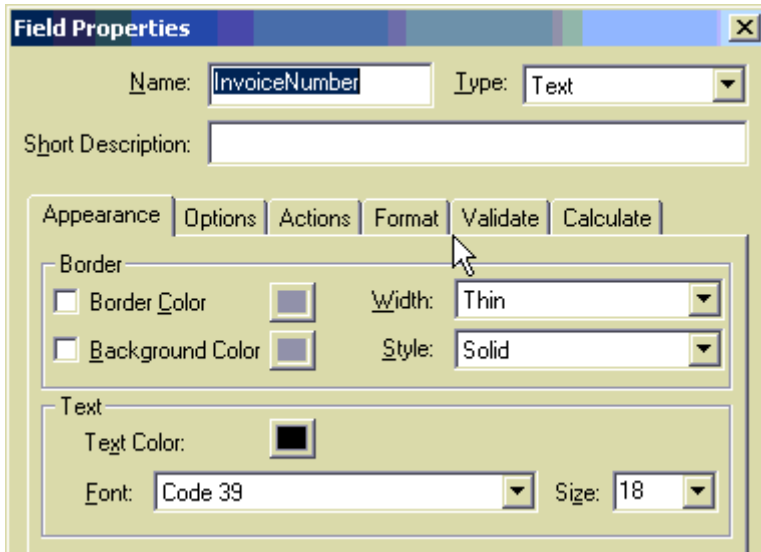 Field Properties
Name: InvoiceNumber Type: Text
Short Description:
Appearance Options Actions Format Validate Calculate
Border
Border Color Width: Thin
Background Color Style: Solid
Text
Text Color:
Font: Code 39 Size: 18